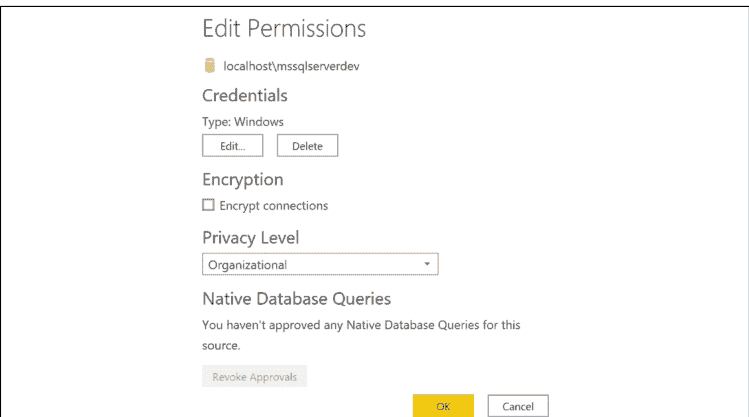 Edit Permissions
localhost\mssqlserverdev
Credentials
Type: Windows
Edit... Delete
Encryption
Encrypt connections
Privacy Level
Organizational
Native Database Queries
You haven't approved any Native Database Queries for this
source.
Revoke Approvals
OK Cancel